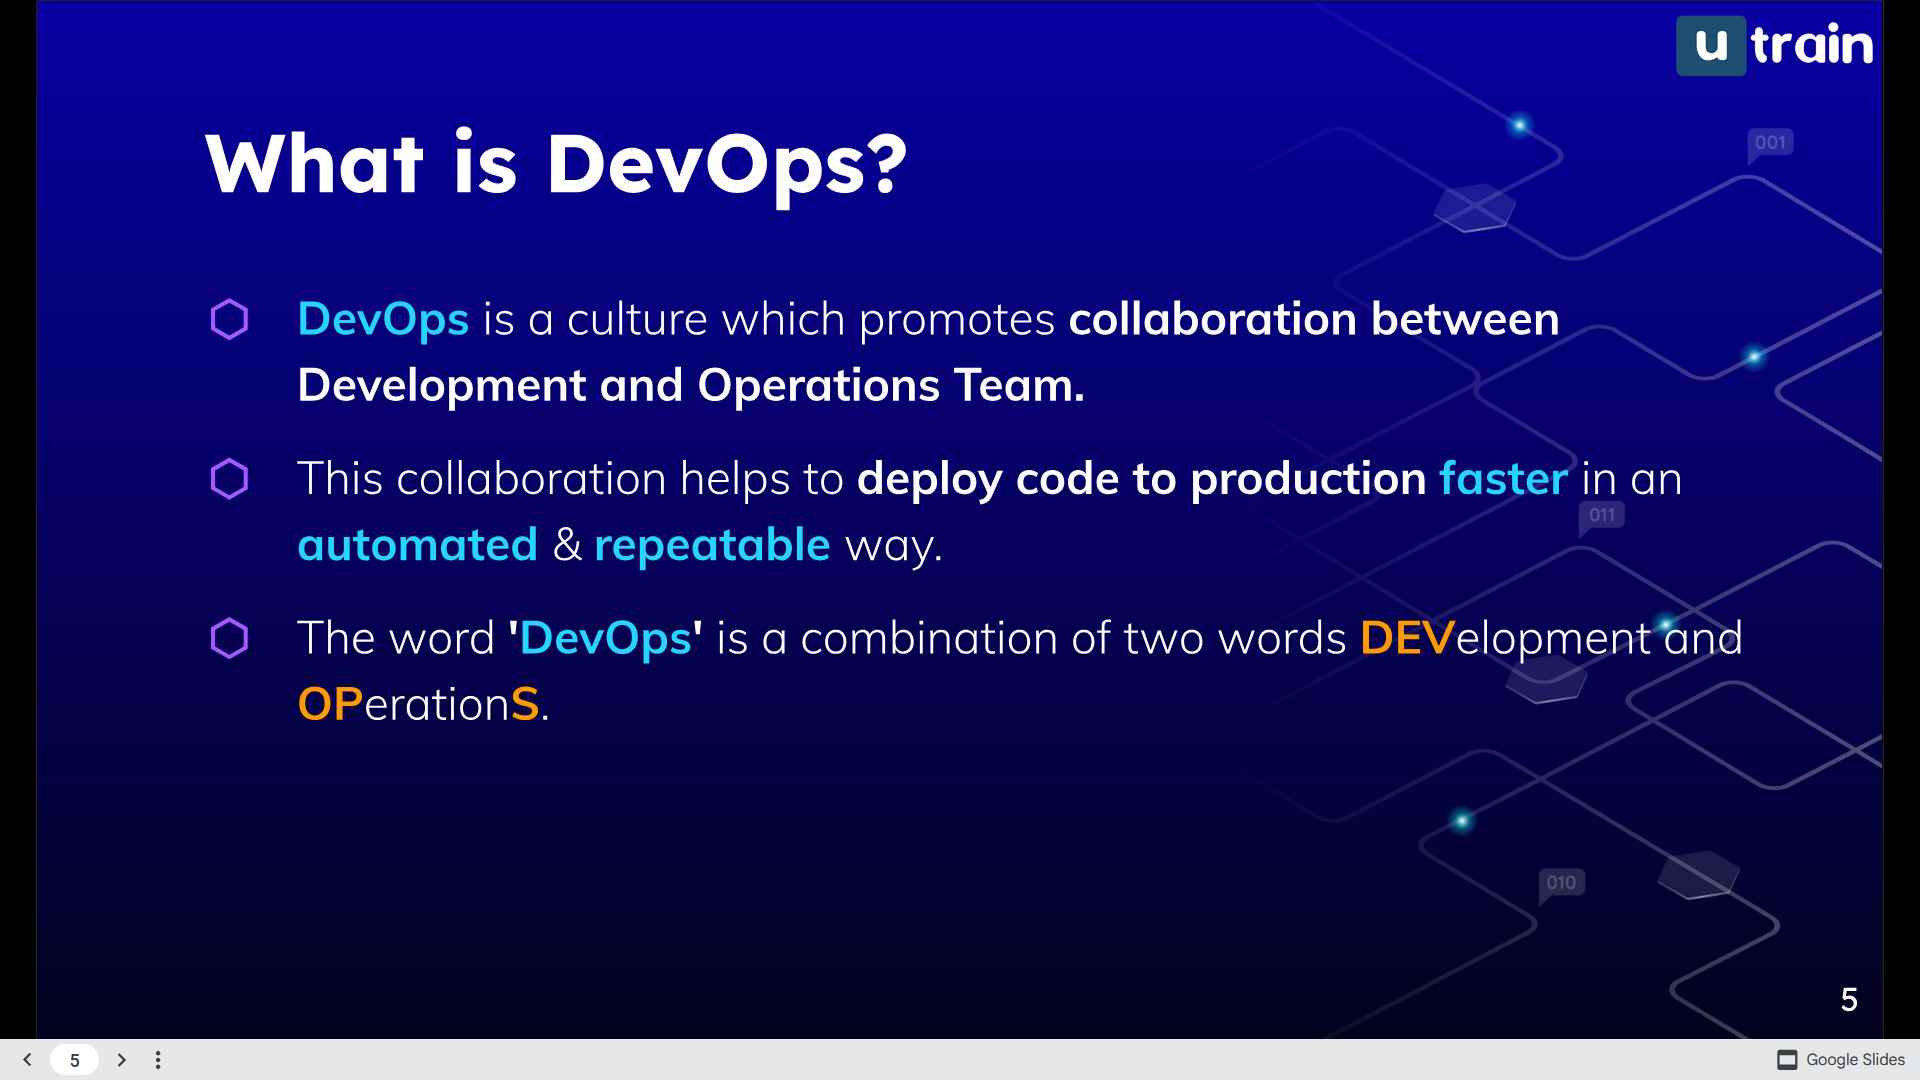 u train
What is DevOps?
001
DevOps is a culture which promotes collaboration between
Development and Operations Team.
This collaboration helps to deploy code to production faster in an
011
automated & repeatable way.
The word 'DevOps' is a combination of two words DEVelopment and
OPerationS.
010
5
5
Google Slides